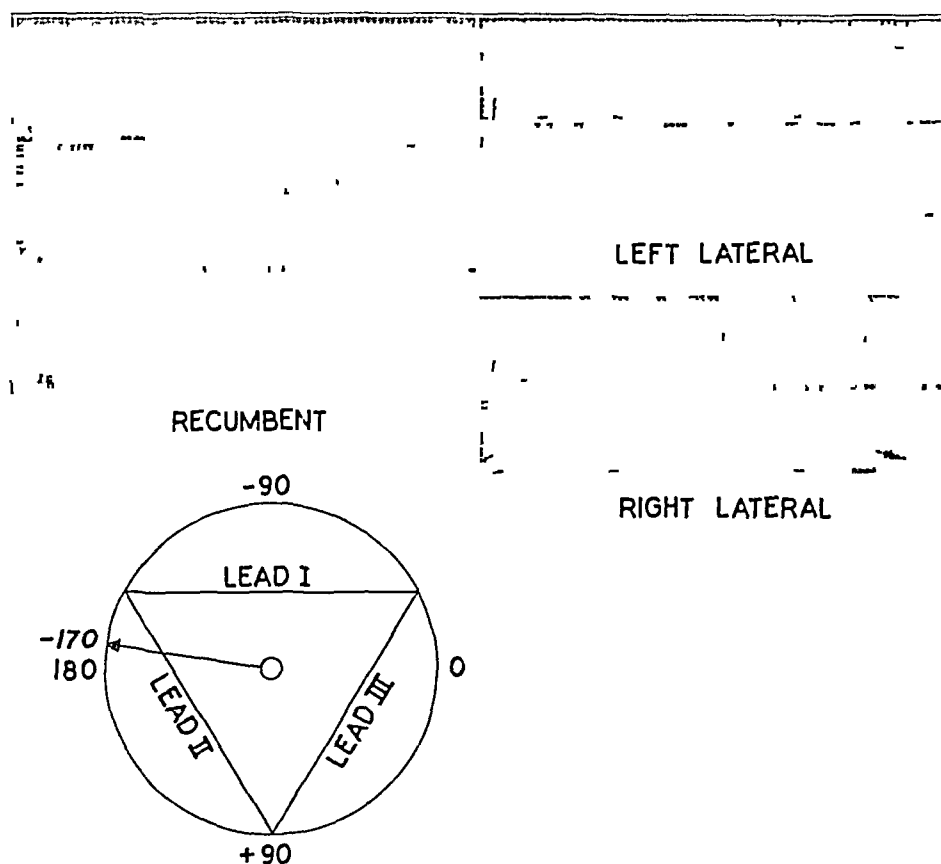 LEFT LATERAL
RECUMBENT
RIGHT LATERAL
-90
LEAD I
-170
180
0
LEAD II
LEAD III
+90